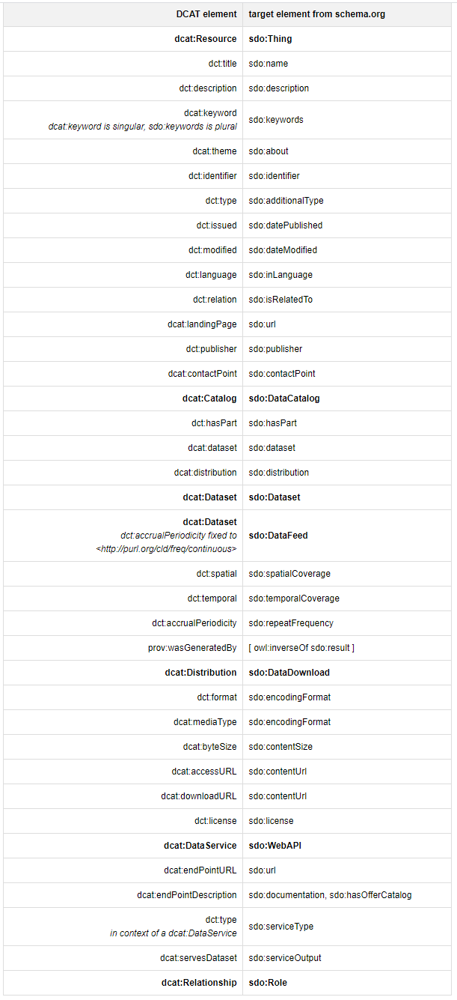 DCAT element target element from schema.org
dcat:Resource sdo:Thing
dct:title sdo:name
dct:description sdo:description
dcat:keyword
dcat:keyword is singular, sdo:keywords is plural
sdo:keywords
dcat:theme sdo:about
dct:identifier sdo:identifier
dct:type sdo:additionalType
dct:issued sdo:datePublished
dct:modified sdo:dateModified
dct:language sdo:inLanguage
dct:relation sdo:isRelatedTo
dcat:landingPage sdo:url
dct:publisher sdo:publisher
dcat:contactPoint sdo:contactPoint
dcat:Catalog sdo:DataCatalog
dct:hasPart sdo:hasPart
dcat:dataset sdo:dataset
dcat:distribution sdo:distribution
dcat:Dataset sdo:Dataset
dcat:Dataset
dct:accrualPeriodicity fixed to
<http://purl.org/cld/freq/continuous>
sdo:DataFeed
dct:spatial sdo:spatialCoverage
dct:temporal sdo:temporalCoverage
dct:accrualPeriodicity sdo:repeatFrequency
prov:wasGeneratedBy [ owl:inverseOf sdo:result ]
dcat:Distribution sdo:DataDownload
dct:format sdo:encodingFormat
dcat:mediaType sdo:encodingFormat
dcat:byteSize sdo:contentSize
dcat:accessURL sdo:contentUrl
dcat:downloadURL sdo:contentUrl
dct:license sdo:license
dcat:DataService sdo:WebAPI
dcat:endPointURL sdo:url
dcat:endPointDescription sdo:documentation, sdo:hasOfferCatalog
dct:type
in context of a dcat:DataService
sdo:serviceType
dcat:servesDataset sdo:serviceOutput
dcat:Relationship sdo:Role